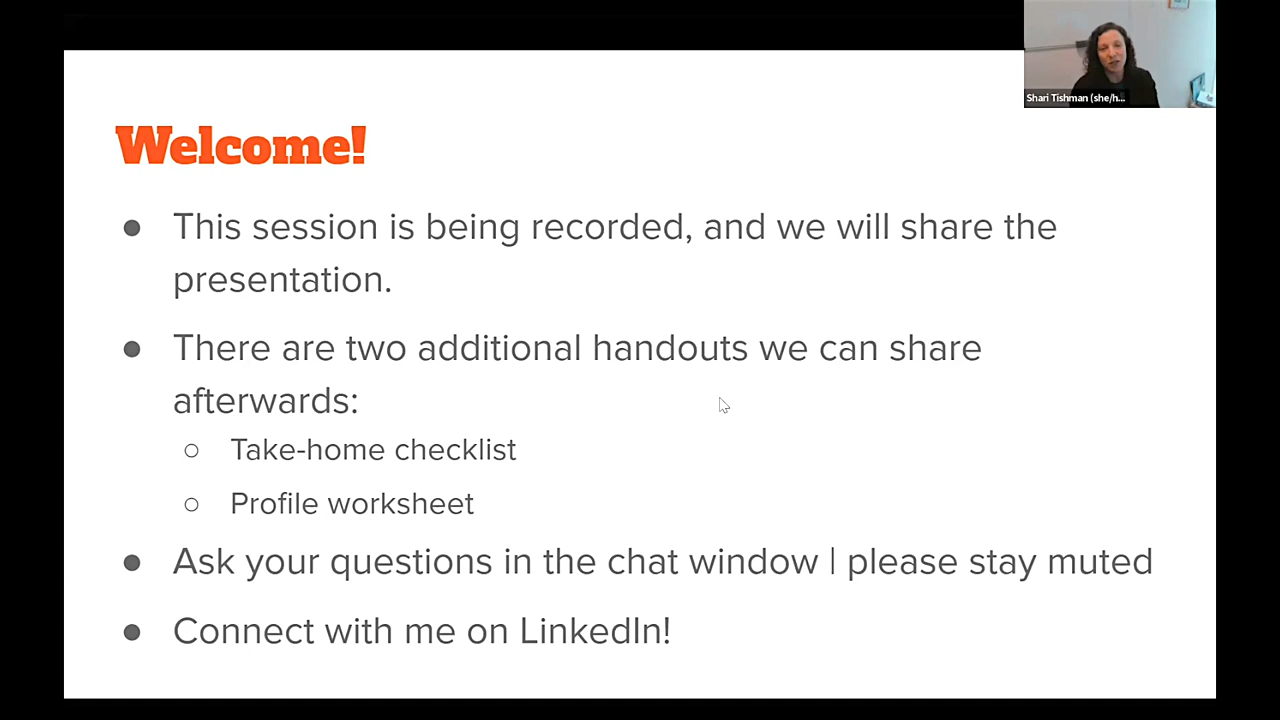 Shari Tishman (she/h...
Welcome!
● This session is being recorded, and we will share the
presentation.
● There are two additional handouts we can share
afterwards:
○ Take-home checklist
○ Profile worksheet
● Ask your questions in the chat window | please stay muted
● Connect with me on LinkedIn!